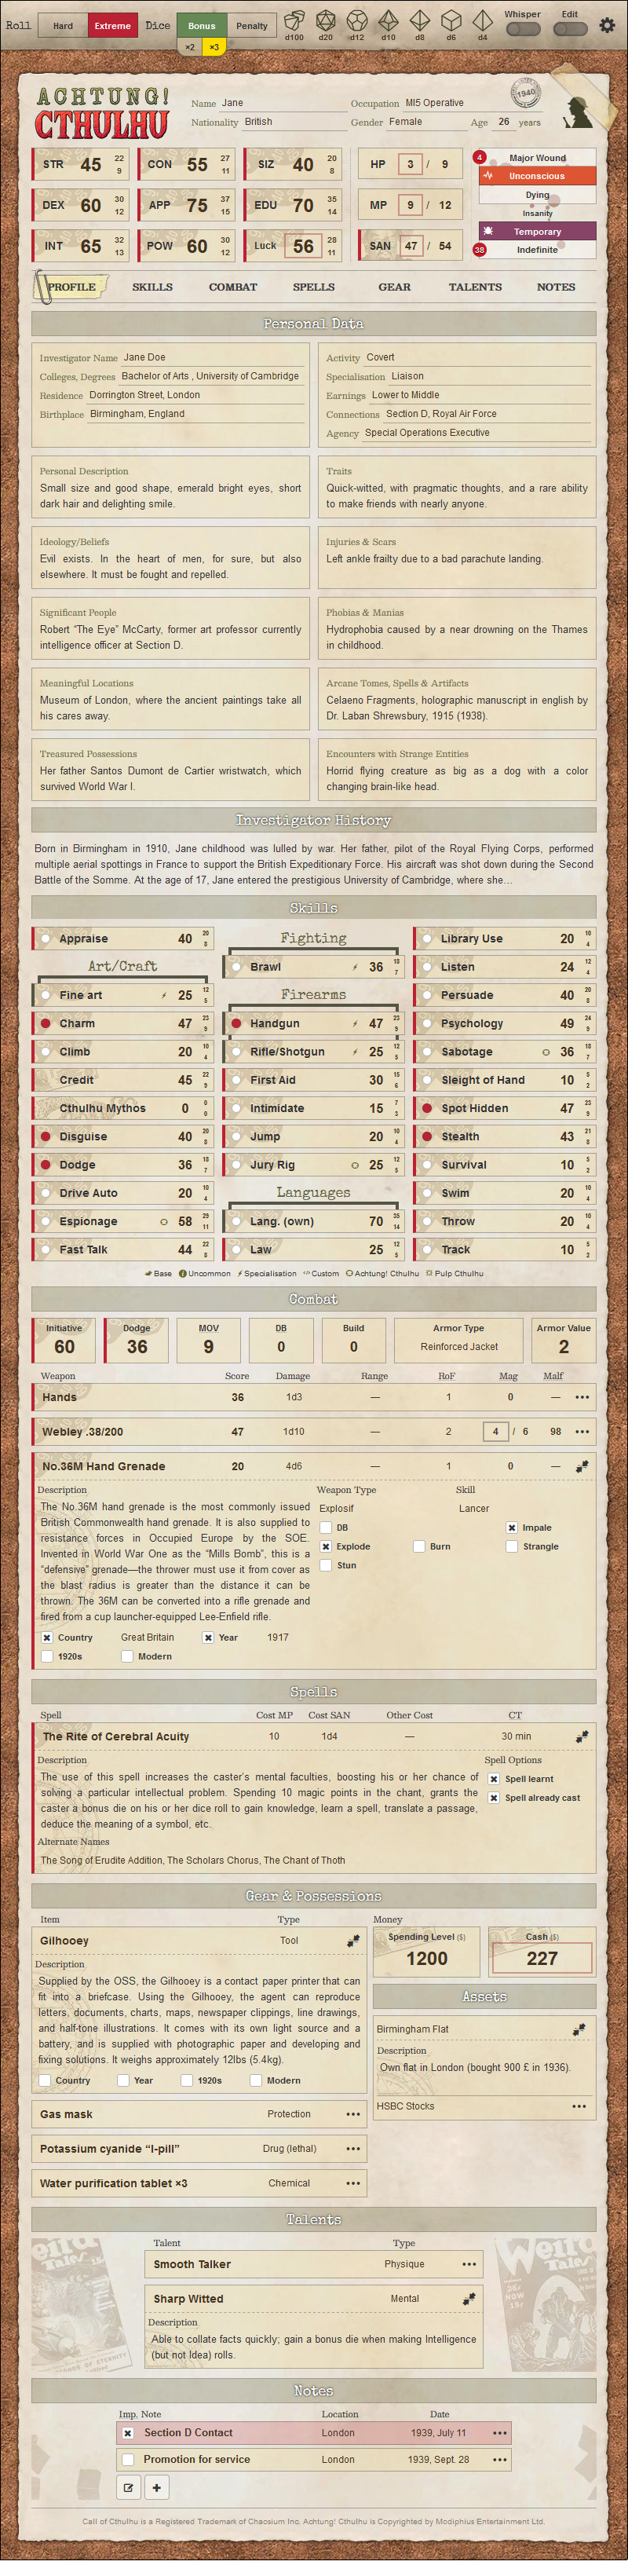 Roll Hard Extreme Dice Bonus Penalty d100 d20 d12 d10 d8 d6 d4 Whisper Edit
×2 ×3
ACHTUNG!
CTHULHU
Name Jane Occupation MI5 Operative
Nationality British Gender Female Age 26 years
1940
STR 45 22 9 CON 55 27 11 SIZ 40 20 8 HP 3 / 9
DEX 60 30 12 APP 75 37 15 EDU 70 35 14 MP 9 / 12
INT 65 32 13 POW 60 30 12 Luck 56 28 11 SAN 47 / 54
4 Major Wound
Unconscious
Dying
Insanity
Temporary
38 Indefinite
PROFILE SKILLS COMBAT SPELLS GEAR TALENTS NOTES
Personal Data
Investigator Name Jane Doe
Colleges, Degrees Bachelor of Arts , University of Cambridge
Residence Dorrington Street, London
Birthplace Birmingham, England
Activity Covert
Specialisation Liaison
Earnings Lower to Middle
Connections Section D, Royal Air Force
Agency Special Operations Executive
Personal Description
Small size and good shape, emerald bright eyes, short
dark hair and delighting smile.
Traits
Quick-witted, with pragmatic thoughts, and a rare ability
to make friends with nearly anyone.
Ideology/Beliefs
Evil exists. In the heart of men, for sure, but also
elsewhere. It must be fought and repelled.
Injuries & Scars
Left ankle frailty due to a bad parachute landing.
Significant People
Robert “The Eye” McCarty, former art professor currently
intelligence officer at Section D.
Phobias & Manias
Hydrophobia caused by a near drowning on the Thames
in childhood.
Meaningful Locations
Museum of London, where the ancient paintings take all
his cares away.
Arcane Tomes, Spells & Artifacts
Celaeno Fragments, holographic manuscript in english by
Dr. Laban Shrewsbury, 1915 (1938).
Treasured Possessions
Her father Santos Dumont de Cartier wristwatch, which
survived World War I.
Encounters with Strange Entities
Horrid flying creature as big as a dog with a color
changing brain-like head.
Investigator History
Born in Birmingham in 1910, Jane childhood was lulled by war. Her father, pilot of the Royal Flying Corps, performed
multiple aerial spottings in France to support the British Expeditionary Force. His aircraft was shot down during the Second
Battle of the Somme. At the age of 17, Jane entered the prestigious University of Cambridge, where she…
Skills
Appraise 40 20 8
Art/Craft
Fine art 25 12 5
Charm 47 23 9
Climb 20 10 4
Credit 45 22 9
Cthulhu Mythos 0 0 0
Disguise 40 20 8
Dodge 36 18 7
Drive Auto 20 10 4
Espionage 58 29 11
Fast Talk 44 22 8
Fighting
Brawl 36 18 7
Firearms
Handgun 47 23 9
Rifle/Shotgun 25 12 5
First Aid 30 15 6
Intimidate 15 7 3
Jump 20 10 4
Jury Rig 25 12 5
Languages
Lang. (own) 70 35 14
Law 25 12 5
Library Use 20 10 4
Listen 24 12 4
Persuade 40 20 8
Psychology 49 24 9
Sabotage 36 18 7
Sleight of Hand 10 5 2
Spot Hidden 47 23 9
Stealth 43 21 8
Survival 10 5 2
Swim 20 10 4
Throw 20 10 4
Track 10 5 2
Base Uncommon Specialisation Custom Achtung! Cthulhu Pulp Cthulhu
Combat
Initiative Dodge MOV DB Build Armor Type Armor Value
60 36 9 0 0 Reinforced Jacket 2
Weapon Score Damage Range RoF Mag Malf
Hands 36 1d3 — 1 0 — •••
Webley .38/200 47 1d10 — 2 4 / 6 98 •••
No.36M Hand Grenade 20 4d6 — 1 0 —
Description
The No.36M hand grenade is the most commonly issued
British Commonwealth hand grenade. It is also supplied to
resistance forces in Occupied Europe by the SOE.
Invented in World War One as the “Mills Bomb”, this is a
“defensive” grenade—the thrower must use it from cover as
the blast radius is greater than the distance it can be
thrown. The 36M can be converted into a rifle grenade and
fired from a cup launcher-equipped Lee-Enfield rifle.
Country Great Britain Year 1917
1920s Modern
Weapon Type Skill
Explosif Lancer
DB Impale
Explode Burn Strangle
Stun
Spells
Spell Cost MP Cost SAN Other Cost CT
The Rite of Cerebral Acuity 10 1d4 — 30 min
Description
The use of this spell increases the caster’s mental faculties, boosting his or her chance of
solving a particular intellectual problem. Spending 10 magic points in the chant, grants the
caster a bonus die on his or her dice roll to gain knowledge, learn a spell, translate a passage,
deduce the meaning of a symbol, etc.
Spell Options
Spell learnt
Spell already cast
Alternate Names
The Song of Erudite Addition, The Scholars Chorus, The Chant of Thoth
Gear & Possessions
Item Type
Gilhooey Tool
Description
Supplied by the OSS, the Gilhooey is a contact paper printer that can
fit into a briefcase. Using the Gilhooey, the agent can reproduce
letters, documents, charts, maps, newspaper clippings, line drawings,
and half-tone illustrations. It comes with its own light source and a
battery, and is supplied with photographic paper and developing and
fixing solutions. It weighs approximately 12lbs (5.4kg).
Country Year 1920s Modern
Gas mask Protection •••
Potassium cyanide “I-pill” Drug (lethal) •••
Water purification tablet ×3 Chemical •••
Money
Spending Level ($) Cash ($)
1200 227
Assets
Birmingham Flat
Description
Own flat in London (bought 900 £ in 1936).
HSBC Stocks •••
Talents
Talent Type
Smooth Talker Physique •••
Sharp Witted Mental
Description
Able to collate facts quickly; gain a bonus die when making Intelligence
(but not Idea) rolls.
Notes
Imp. Note Location Date
Section D Contact London 1939, July 11 •••
Promotion for service London 1939, Sept. 28 •••
Call of Cthulhu is a Registered Trademark of Chaosium Inc. Achtung! Cthulhu is Copyrighted by Modiphius Entertainment Ltd.